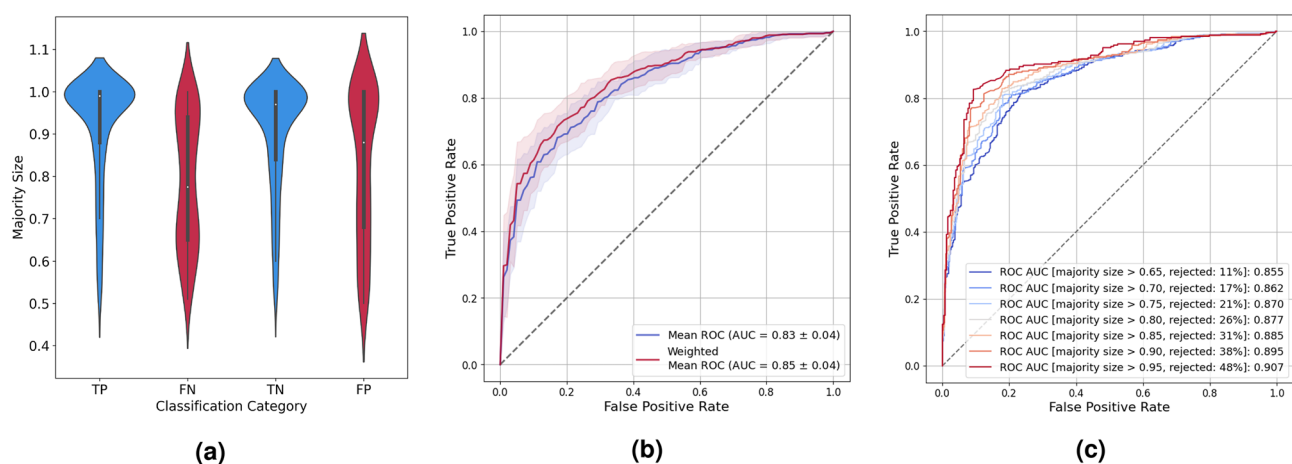 1.1
1.0
0.9
0.8
0.7
0.6
0.5
0.4
Majority Size
TP FN TN FP
Classification Category
(a)
1.0
0.8
0.6
0.4
0.2
0.0
True Positive Rate
Mean ROC (AUC = 0.83 ± 0.04)
Weighted
Mean ROC (AUC = 0.85 ± 0.04)
0.0 0.2 0.4 0.6 0.8 1.0
False Positive Rate
(b)
1.0
0.8
0.6
0.4
0.2
0.0
True Positive Rate
ROC AUC [majority size > 0.65, rejected: 11%]: 0.855
ROC AUC [majority size > 0.70, rejected: 17%]: 0.862
ROC AUC [majority size > 0.75, rejected: 21%]: 0.870
ROC AUC [majority size > 0.80, rejected: 26%]: 0.877
ROC AUC [majority size > 0.85, rejected: 31%]: 0.885
ROC AUC [majority size > 0.90, rejected: 38%]: 0.895
ROC AUC [majority size > 0.95, rejected: 48%]: 0.907
0.0 0.2 0.4 0.6 0.8 1.0
False Positive Rate
(c)